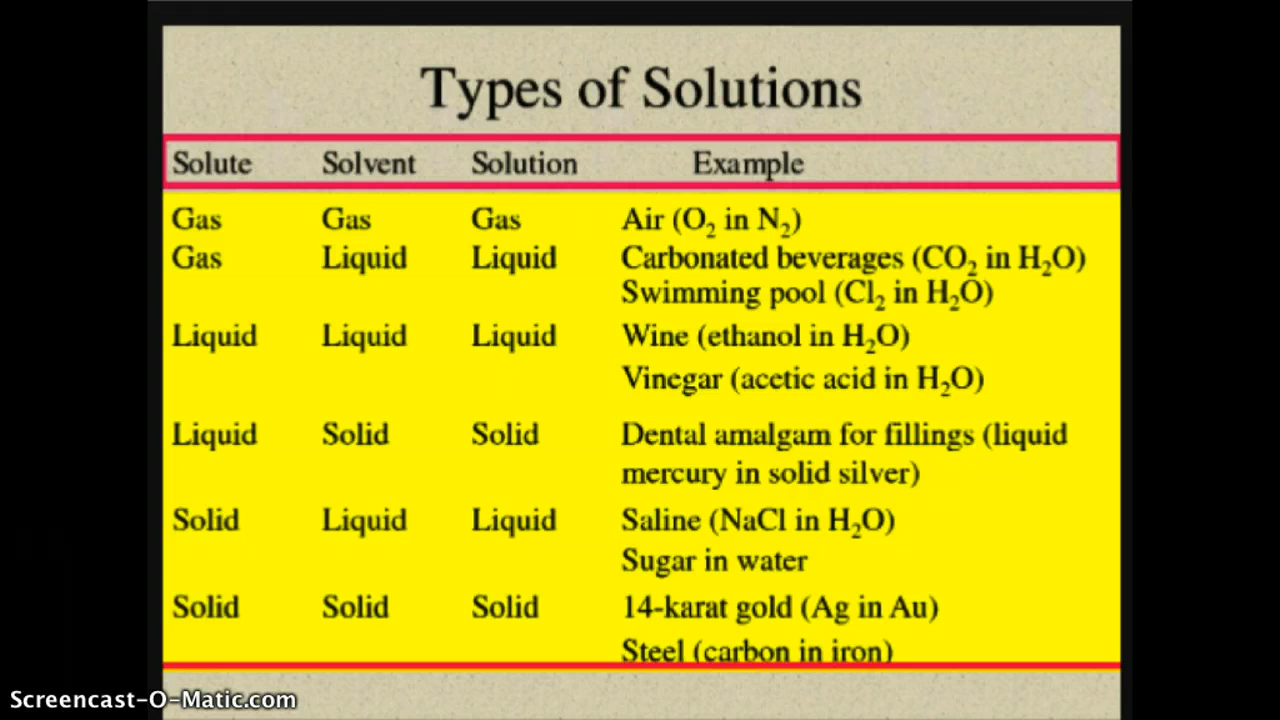 Types of Solutions
Solute Solvent Solution Example
Gas Gas Gas Air (O₂ in N₂)
Gas Liquid Liquid Carbonated beverages (CO₂ in H₂O)
Swimming pool (Cl₂ in H₂O)
Liquid Liquid Liquid Wine (ethanol in H₂O)
Vinegar (acetic acid in H₂O)
Liquid Solid Solid Dental amalgam for fillings (liquid
mercury in solid silver)
Solid Liquid Liquid Saline (NaCl in H₂O)
Sugar in water
Solid Solid Solid 14-karat gold (Ag in Au)
Steel (carbon in iron)
Screencast-O-Matic.com